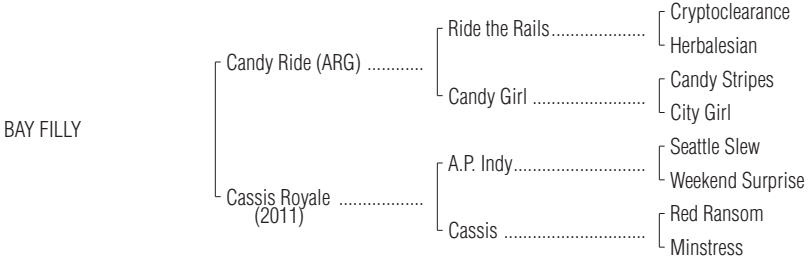 Cryptoclearance
Ride the Rails.....................
Herbalesian
Candy Ride (ARG) ............
Candy Stripes
Candy Girl .........................
City Girl
BAY FILLY
Seattle Slew
A.P. Indy.............................
Weekend Surprise
Cassis Royale ..................
(2011)
Red Ransom
Cassis ...............................
Minstress